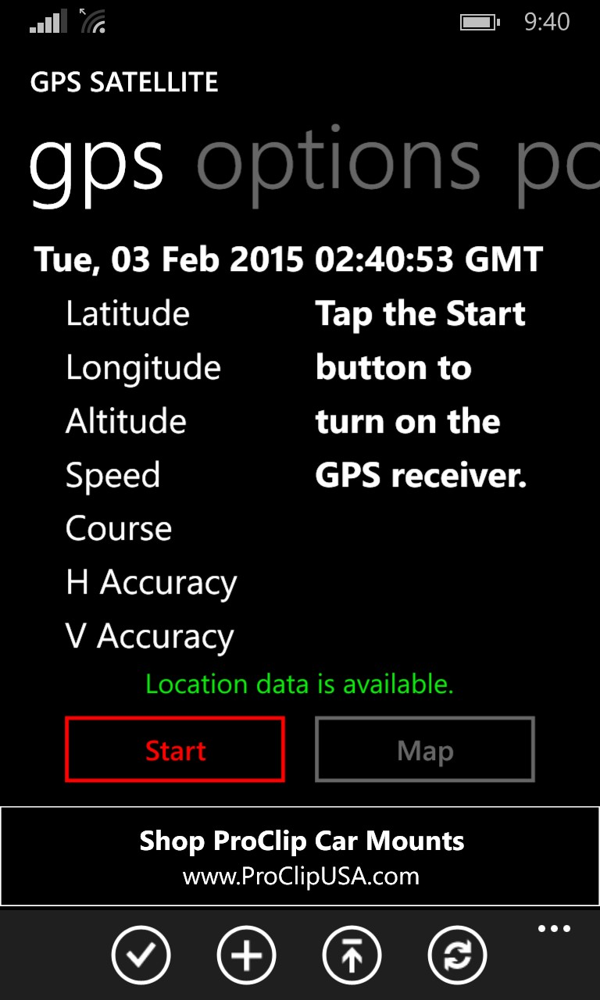 9:40
GPS SATELLITE
gps options po
Tue, 03 Feb 2015 02:40:53 GMT
Latitude Tap the Start
Longitude button to
Altitude turn on the
Speed GPS receiver.
Course
H Accuracy
V Accuracy
Location data is available.
Start Map
Shop ProClip Car Mounts
www.ProClipUSA.com